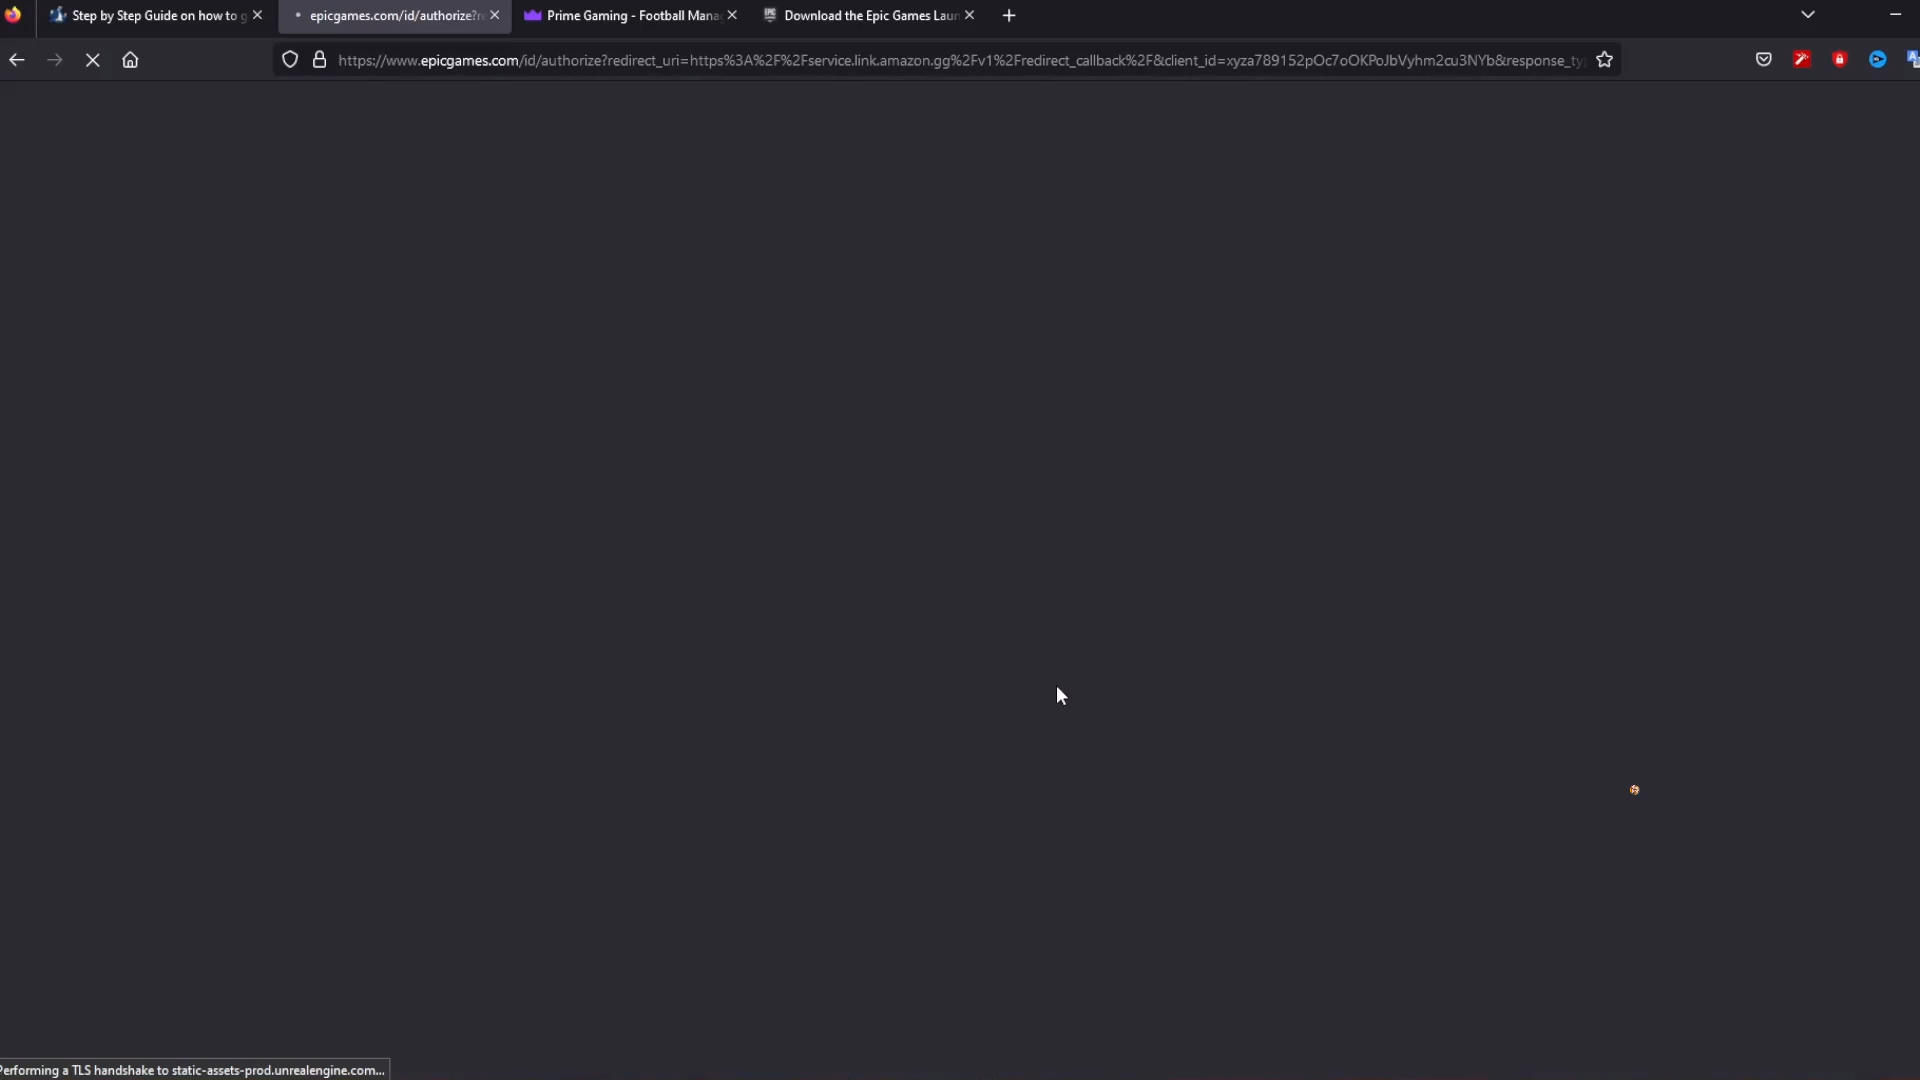 Step by Step Guide on how to g
epicgames.com/id/authorize?re
Prime Gaming - Football Mana
Download the Epic Games Laun
https://www.epicgames.com/id/authorize?redirect_uri=https%3A%2F%2Fservice.link.amazon.gg%2Fv1%2Fredirect_callback%2F&client_id=xyza789152pOc7oOKPoJbVyhm2cu3NYb&response_ty
Performing a TLS handshake to static-assets-prod.unrealengine.com...